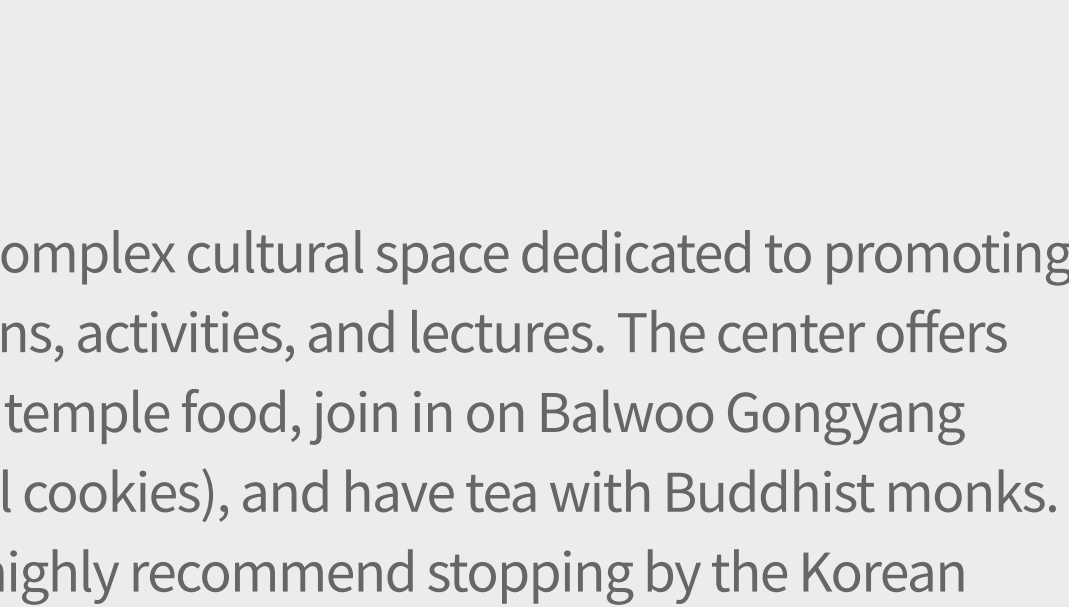 omplex cultural space dedicated to promoting
ns, activities, and lectures. The center offers
temple food, join in on Balwoo Gongyang
l cookies), and have tea with Buddhist monks.
highly recommend stopping by the Korean